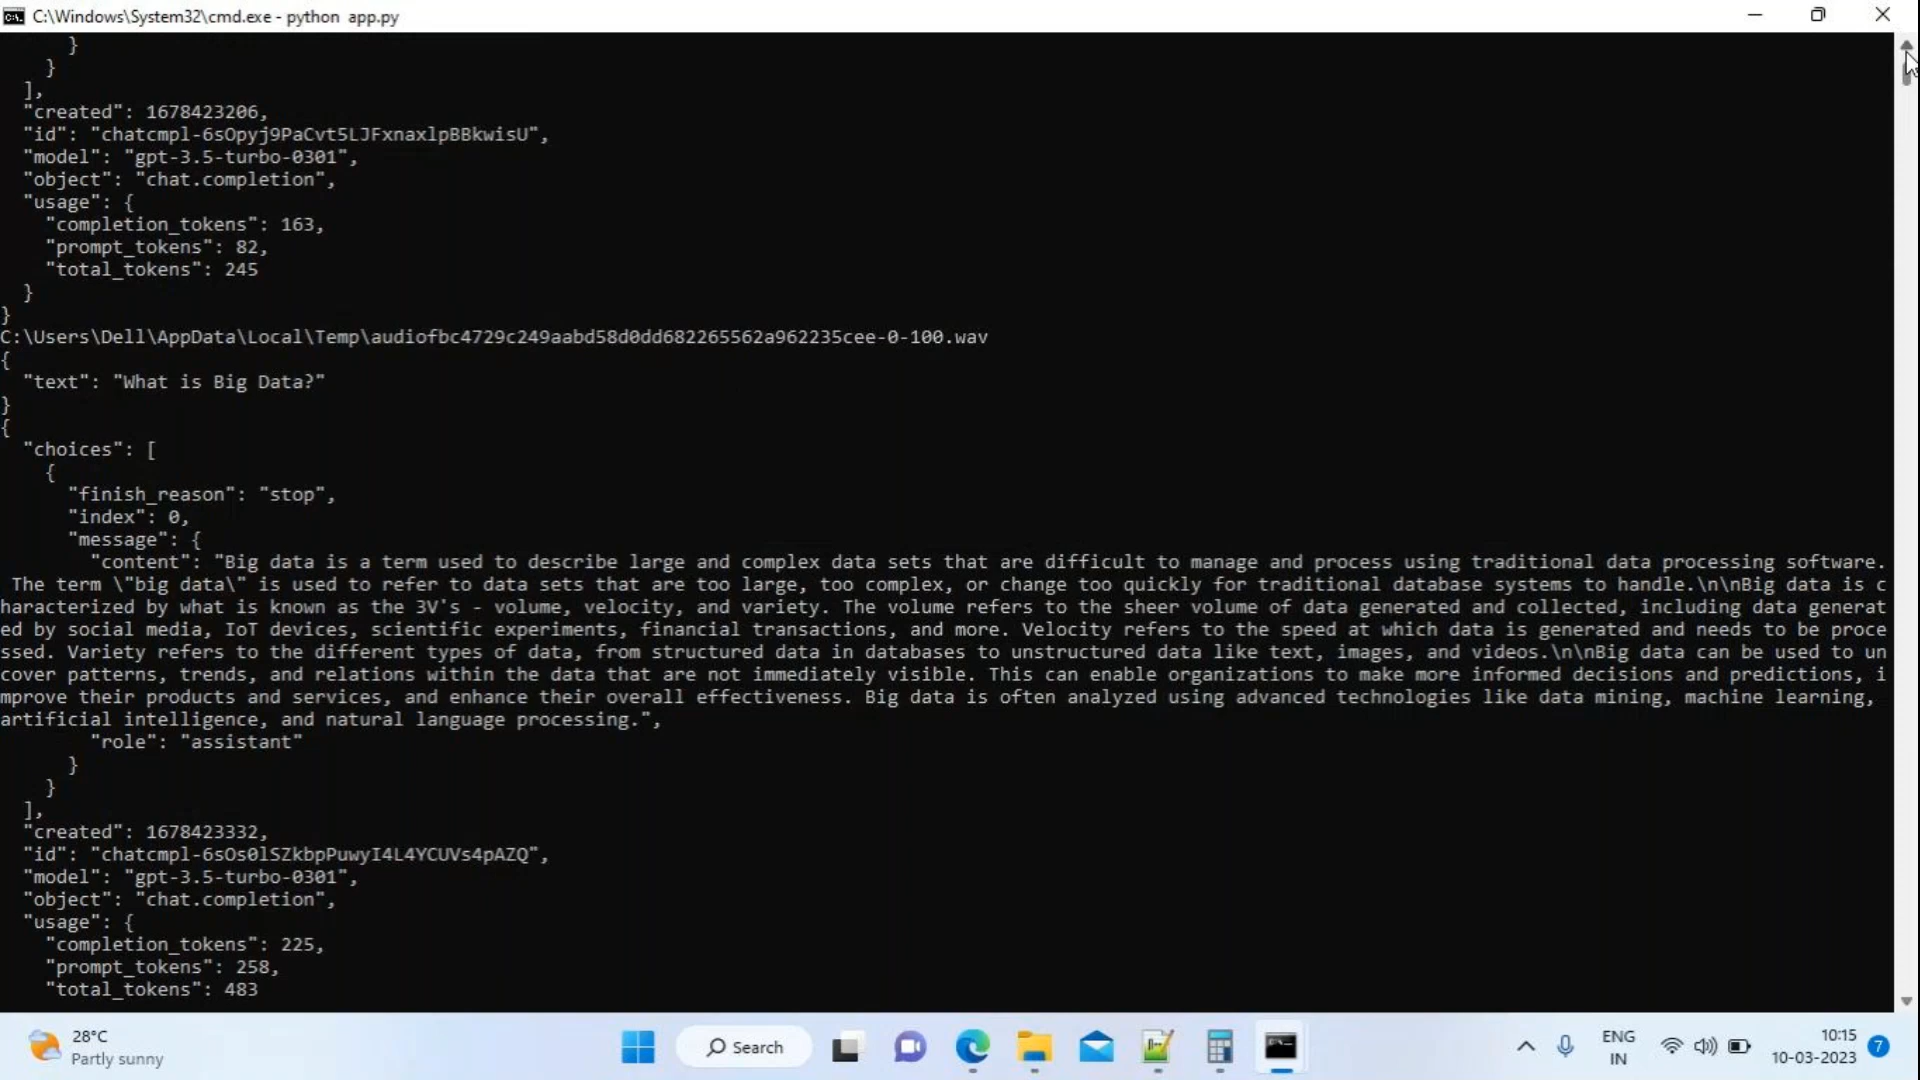 C:\Windows\System32\cmd.exe - python  app.py
      }
    }
  ],
  "created": 1678423206,
  "id": "chatcmpl-6sOpyj9PaCvt5LJFxnaxlpBBkwisU",
  "model": "gpt-3.5-turbo-0301",
  "object": "chat.completion",
  "usage": {
    "completion_tokens": 163,
    "prompt_tokens": 82,
    "total_tokens": 245
  }
}
C:\Users\Dell\AppData\Local\Temp\audiofbc4729c249aabd58d0dd682265562a962235cee-0-100.wav
{
  "text": "What is Big Data?"
}
{
  "choices": [
    {
      "finish_reason": "stop",
      "index": 0,
      "message": {
        "content": "Big data is a term used to describe large and complex data sets that are difficult to manage and process using traditional data processing software.
 The term \"big data\" is used to refer to data sets that are too large, too complex, or change too quickly for traditional database systems to handle.\n\nBig data is c
haracterized by what is known as the 3V's - volume, velocity, and variety. The volume refers to the sheer volume of data generated and collected, including data generat
ed by social media, IoT devices, scientific experiments, financial transactions, and more. Velocity refers to the speed at which data is generated and needs to be proce
ssed. Variety refers to the different types of data, from structured data in databases to unstructured data like text, images, and videos.\n\nBig data can be used to un
cover patterns, trends, and relations within the data that are not immediately visible. This can enable organizations to make more informed decisions and predictions, i
mprove their products and services, and enhance their overall effectiveness. Big data is often analyzed using advanced technologies like data mining, machine learning,
artificial intelligence, and natural language processing.",
        "role": "assistant"
      }
    }
  ],
  "created": 1678423332,
  "id": "chatcmpl-6sOs0lSZkbpPuwyI4L4YCUVs4pAZQ",
  "model": "gpt-3.5-turbo-0301",
  "object": "chat.completion",
  "usage": {
    "completion_tokens": 225,
    "prompt_tokens": 258,
    "total_tokens": 483
28°C
Partly sunny
Search
ENG
IN
10:15
10-03-2023
7